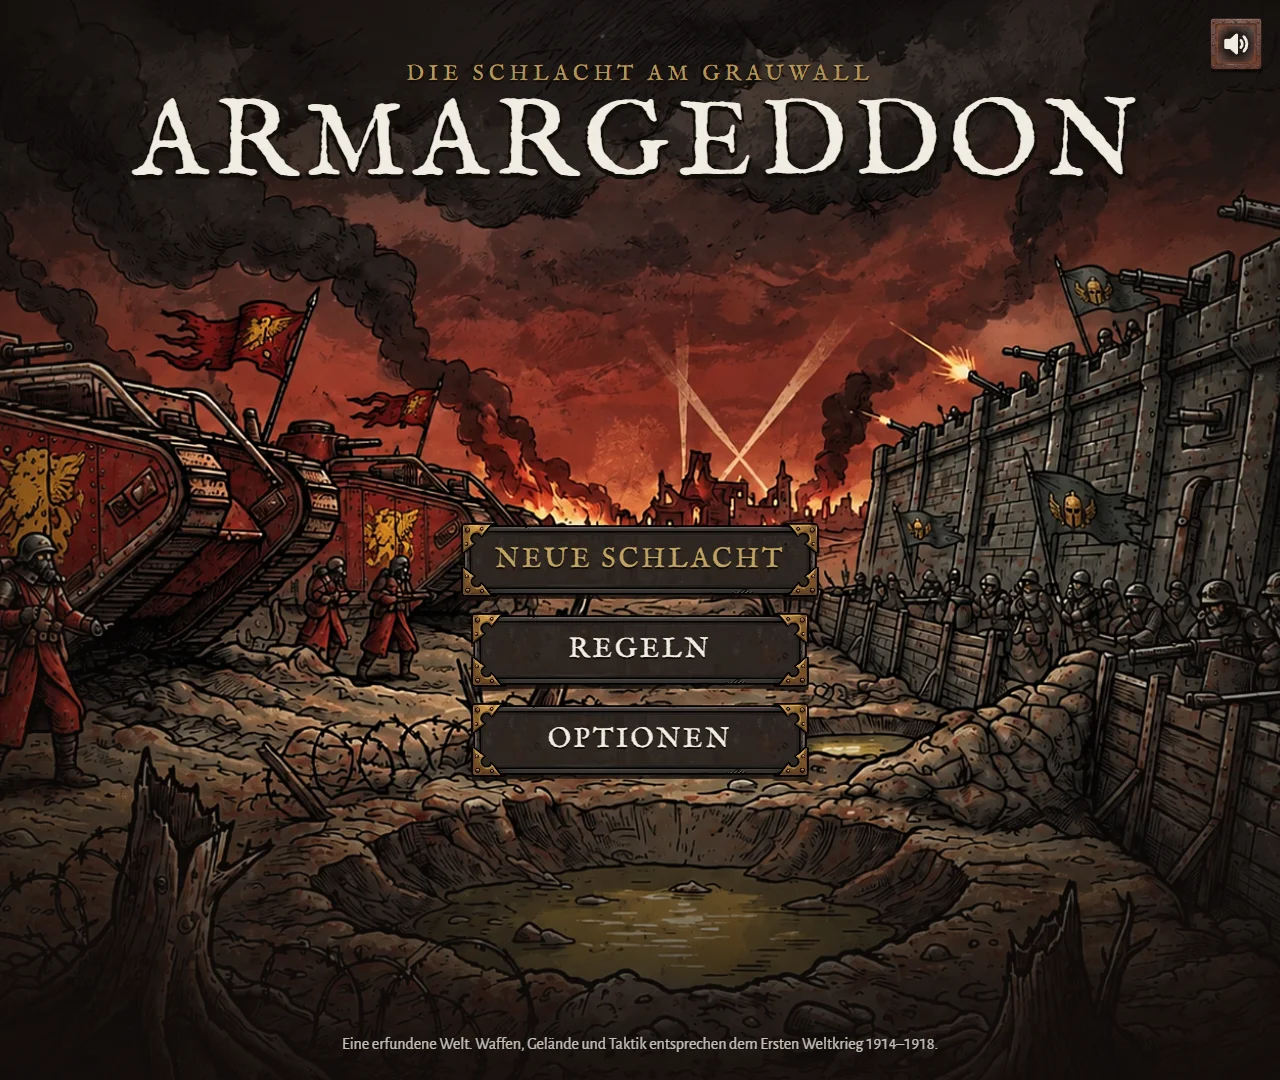 DIE SCHLACHT AM GRAUWALL
ARMARGEDDON
NEUE SCHLACHT
REGELN
OPTIONEN
Eine erfundene Welt. Waffen, Gelände und Taktik entsprechen dem Ersten Weltkrieg 1914–1918.